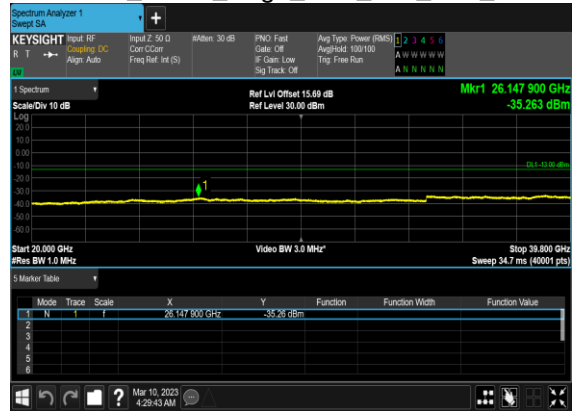 Spectrum Analyzer 1
Swept SA
+
KEYSIGHT Input: RF Input Z: 50 Ω #Atten: 30 dB PNO: Fast Avg Type: Power (RMS) 1 2 3 4 5 6
R T Coupling: DC Corr CCorr Gate: Off Avg|Hold: 100/100 A W W W W W
Align: Auto Freq Ref: Int (S) IF Gain: Low Trig: Free Run
Sig Track: Off A N N N N N
1 Spectrum Ref Lvl Offset 15.69 dB Mkr1 26.147 900 GHz
Scale/Div 10 dB Ref Level 30.00 dBm -35.263 dBm
Log
20.0
10.0
0.00
-10.0 DL1 -13.00 dBm
-20.0
-30.0 1
-40.0
-50.0
-60.0
Start 20.000 GHz Video BW 3.0 MHz* Stop 39.800 GHz
#Res BW 1.0 MHz Sweep 34.7 ms (40001 pts)
5 Marker Table
Mode Trace Scale X Y Function Function Width Function Value
1 N 1 f 26.147 900 GHz -35.26 dBm
2
3
4
5
6
? Mar 10, 2023
4:29:43 AM